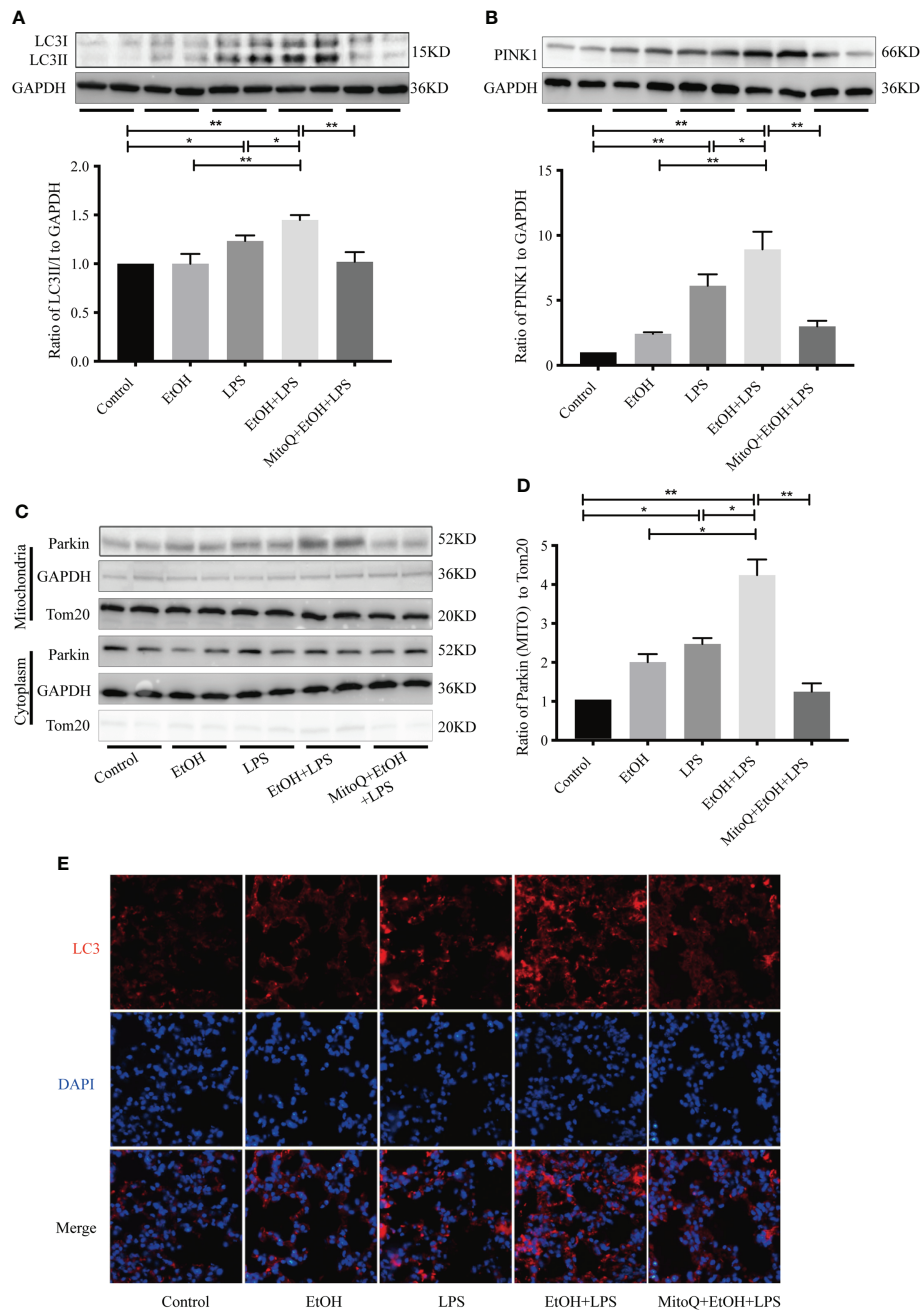 A
LC3I
LC3II
15KD
GAPDH
36KD
**
* * **
**
Ratio of LC3II/I to GAPDH
2.0
1.5
1.0
0.5
0.0
Control
EtOH
LPS
EtOH+LPS
MitoQ+EtOH+LPS
B
PINK1
66KD
GAPDH
36KD
**
** * **
**
Ratio of PINK1 to GAPDH
15
10
5
0
Control
EtOH
LPS
EtOH+LPS
MitoQ+EtOH+LPS
C
Mitochondria
Parkin 52KD
GAPDH 36KD
Tom20 20KD
Cytoplasm
Parkin 52KD
GAPDH 36KD
Tom20 20KD
Control
EtOH
LPS
EtOH+LPS
MitoQ+EtOH
+LPS
D
** **
* *
*
Ratio of Parkin (MITO) to Tom20
5
4
3
2
1
0
Control
EtOH
LPS
EtOH+LPS
MitoQ+EtOH+LPS
E
LC3
DAPI
Merge
Control EtOH LPS EtOH+LPS MitoQ+EtOH+LPS